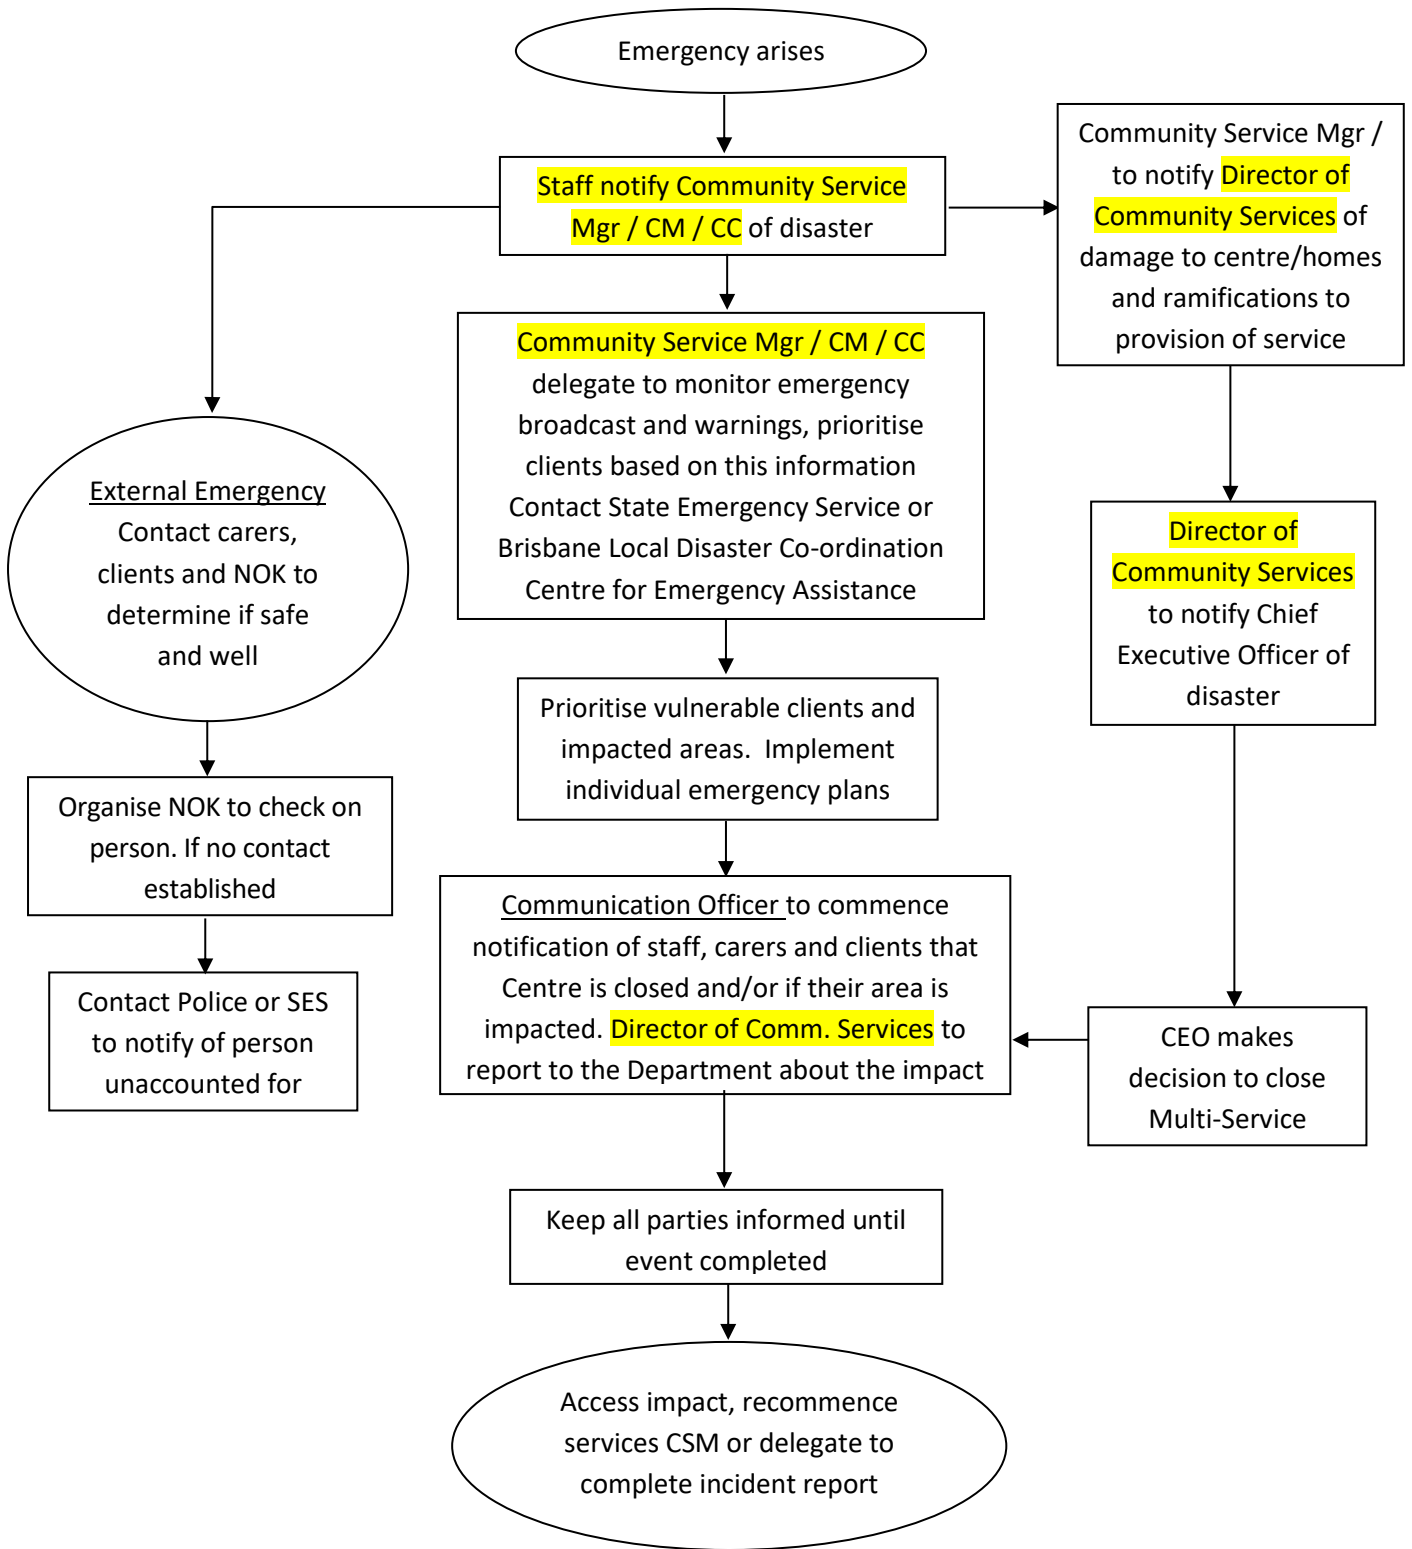 Emergency arises
Staff notify Community Service
Mgr / CM / CC of disaster
Community Service Mgr /
to notify Director of
Community Services of
damage to centre/homes
and ramifications to
provision of service
Community Service Mgr / CM / CC
delegate to monitor emergency
broadcast and warnings, prioritise
clients based on this information
Contact State Emergency Service or
Brisbane Local Disaster Co-ordination
Centre for Emergency Assistance
External Emergency
Contact carers,
clients and NOK to
determine if safe
and well
Director of
Community Services
to notify Chief
Executive Officer of
disaster
Prioritise vulnerable clients and
impacted areas.  Implement
individual emergency plans
Organise NOK to check on
person. If no contact
established
Communication Officer to commence
notification of staff, carers and clients that
Centre is closed and/or if their area is
impacted. Director of Comm. Services to
report to the Department about the impact
Contact Police or SES
to notify of person
unaccounted for
CEO makes
decision to close
Multi-Service
Keep all parties informed until
event completed
Access impact, recommence
services CSM or delegate to
complete incident report